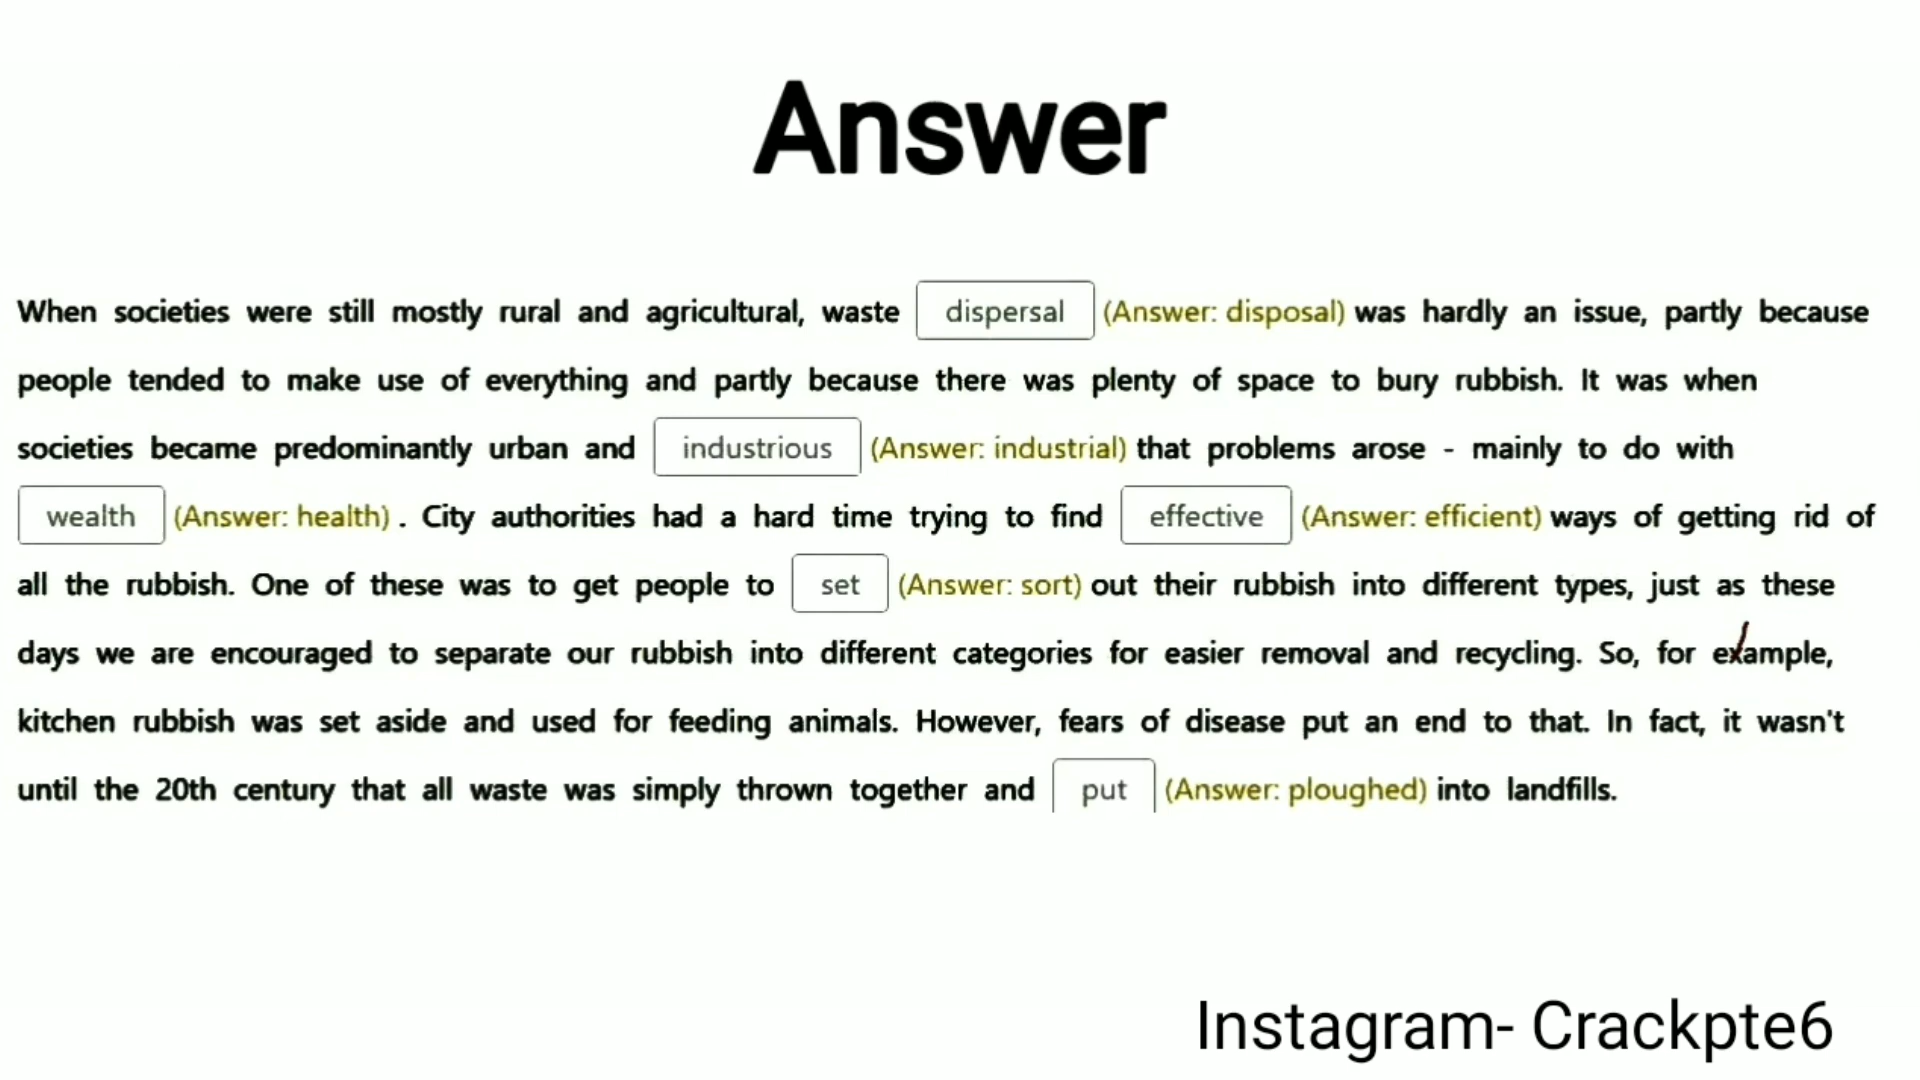 Answer
When societies were still mostly rural and agricultural, waste dispersal (Answer: disposal) was hardly an issue, partly because
people tended to make use of everything and partly because there was plenty of space to bury rubbish. It was when
societies became predominantly urban and industrious (Answer: industrial) that problems arose - mainly to do with
wealth (Answer: health) . City authorities had a hard time trying to find effective (Answer: efficient) ways of getting rid of
all the rubbish. One of these was to get people to set (Answer: sort) out their rubbish into different types, just as these
days we are encouraged to separate our rubbish into different categories for easier removal and recycling. So, for example,
kitchen rubbish was set aside and used for feeding animals. However, fears of disease put an end to that. In fact, it wasn't
until the 20th century that all waste was simply thrown together and put (Answer: ploughed) into landfills.
Instagram- Crackpte6